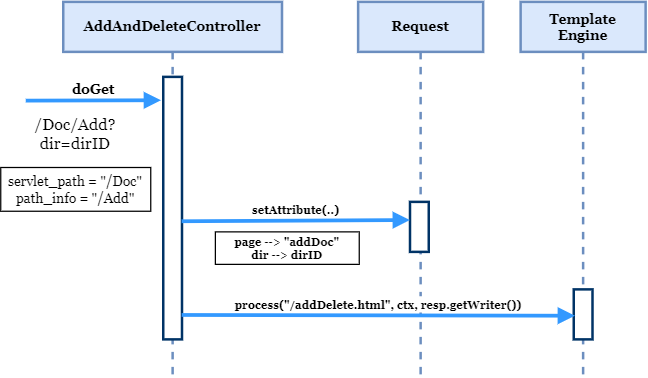 AddAndDeleteController
Request
Template
Engine
doGet
/Doc/Add?
dir=dirID
servlet_path = "/Doc"
path_info = "/Add"
setAttribute(..)
page --> "addDoc"
dir --> dirID
process("/addDelete.html", ctx, resp.getWriter())